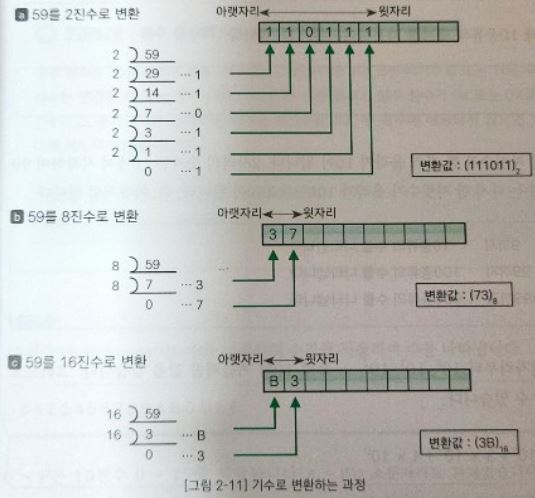 a 59를 2진수로 변환
아랫자리 윗자리
1 1 0 1 1 1
2 ) 59
2 ) 29 … 1
2 ) 14 … 1
2 ) 7 … 0
2 ) 3 … 1
2 ) 1 … 1
0 … 1
변환값 : (111011)2
b 59를 8진수로 변환
아랫자리 윗자리
3 7
8 ) 59
8 ) 7 … 3
0 … 7
변환값 : (73)8
c 59를 16진수로 변환
아랫자리 윗자리
B 3
16 ) 59
16 ) 3 … B
0 … 3
변환값 : (3B)16
[그림 2-11] 기수로 변환하는 과정